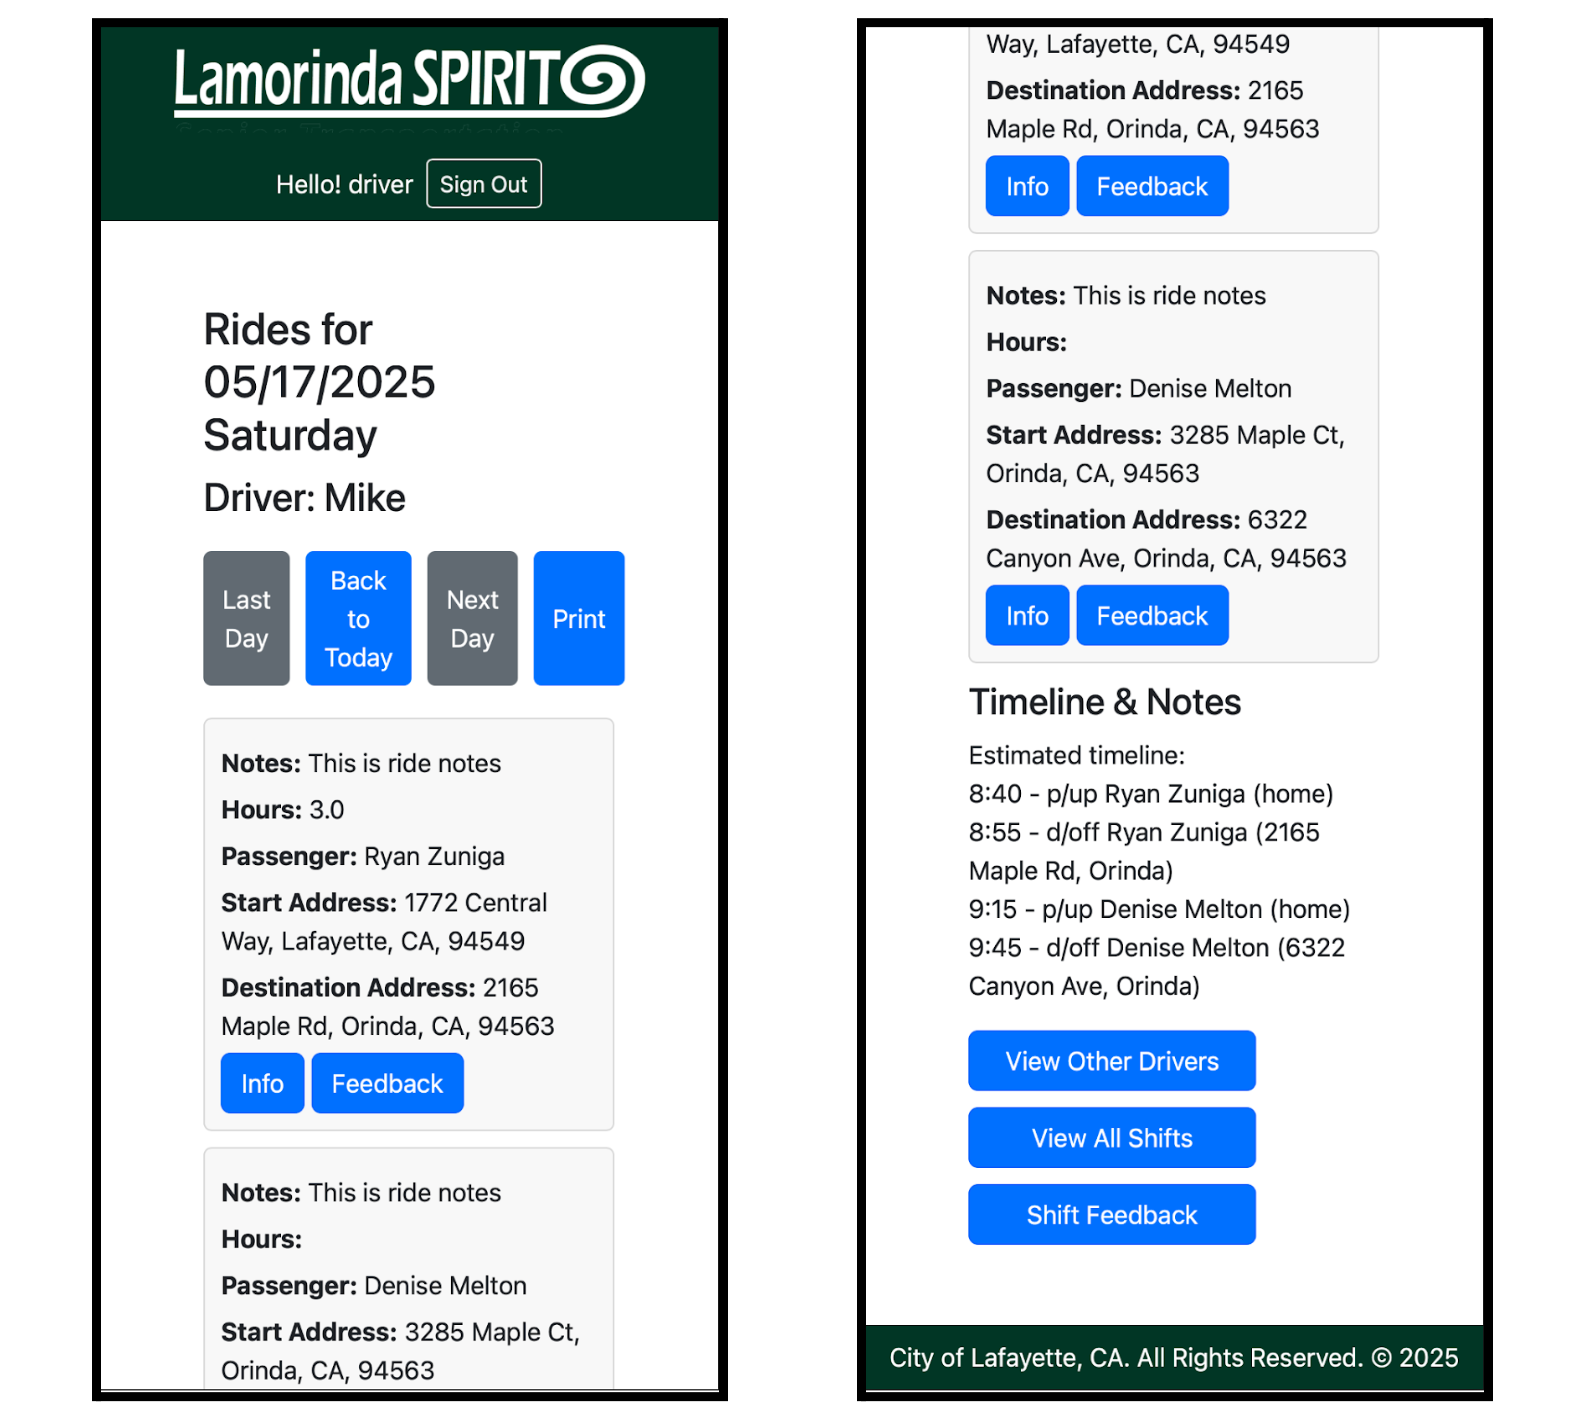 Lamorinda SPIRIT
Senior Transportation
Hello! driver
Sign Out
Rides for
05/17/2025
Saturday
Driver: Mike
Last
Day
Back
to
Today
Next
Day
Print
Notes: This is ride notes
Hours: 3.0
Passenger: Ryan Zuniga
Start Address: 1772 Central
Way, Lafayette, CA, 94549
Destination Address: 2165
Maple Rd, Orinda, CA, 94563
Info
Feedback
Notes: This is ride notes
Hours:
Passenger: Denise Melton
Start Address: 3285 Maple Ct,
Orinda, CA, 94563
Way, Lafayette, CA, 94549
Destination Address: 2165
Maple Rd, Orinda, CA, 94563
Info
Feedback
Notes: This is ride notes
Hours:
Passenger: Denise Melton
Start Address: 3285 Maple Ct,
Orinda, CA, 94563
Destination Address: 6322
Canyon Ave, Orinda, CA, 94563
Info
Feedback
Timeline & Notes
Estimated timeline:
8:40 - p/up Ryan Zuniga (home)
8:55 - d/off Ryan Zuniga (2165
Maple Rd, Orinda)
9:15 - p/up Denise Melton (home)
9:45 - d/off Denise Melton (6322
Canyon Ave, Orinda)
View Other Drivers
View All Shifts
Shift Feedback
City of Lafayette, CA. All Rights Reserved. © 2025